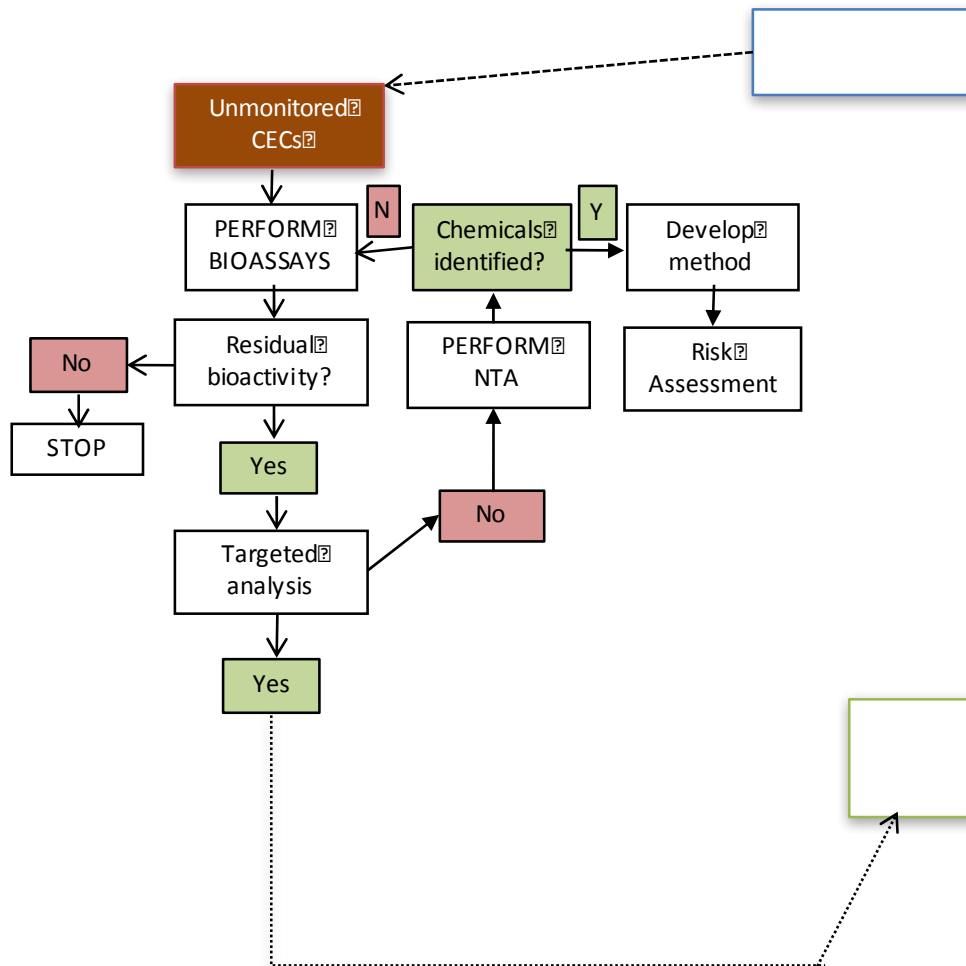 Unmonitored
CECs
N
Y
PERFORM
BIOASSAYS
Chemicals
identified?
Develop
method
No
Residual
bioactivity?
PERFORM
NTA
Risk
Assessment
STOP
Yes
No
Targeted
analysis
Yes